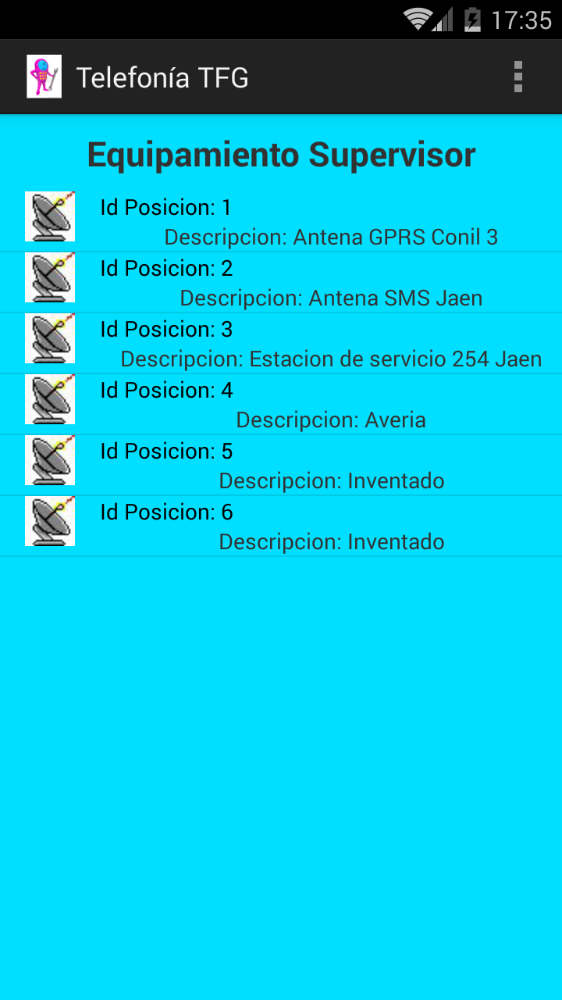 17:35
Telefonía TFG
Equipamiento Supervisor
Id Posicion: 1
Descripcion: Antena GPRS Conil 3
Id Posicion: 2
Descripcion: Antena SMS Jaen
Id Posicion: 3
Descripcion: Estacion de servicio 254 Jaen
Id Posicion: 4
Descripcion: Averia
Id Posicion: 5
Descripcion: Inventado
Id Posicion: 6
Descripcion: Inventado